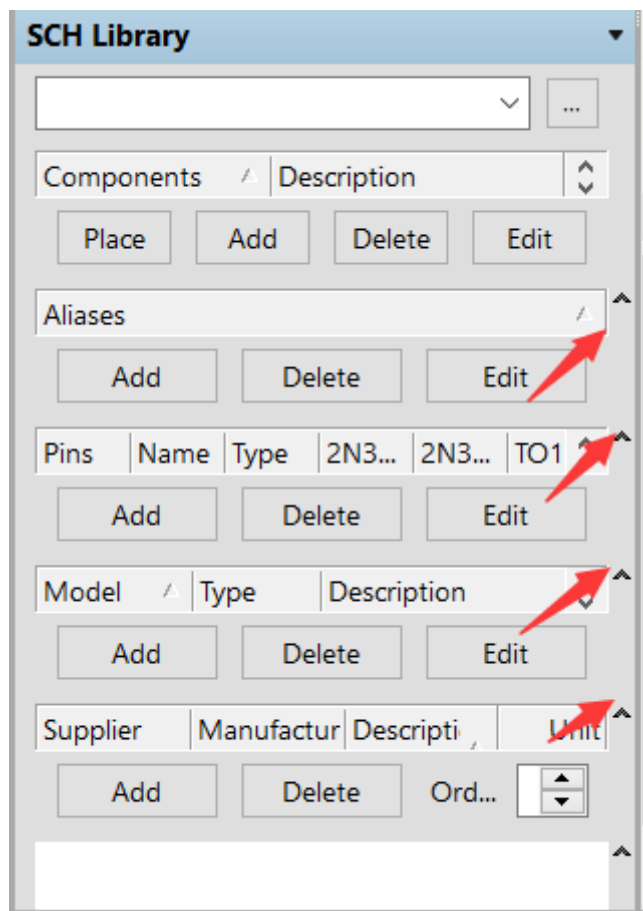 SCH Library
...
Components Description
Place Add Delete Edit
Aliases
Add Delete Edit
Pins Name Type 2N3... 2N3... TO1
Add Delete Edit
Model Type Description
Add Delete Edit
Supplier Manufactur Descripti Unit
Add Delete Ord...